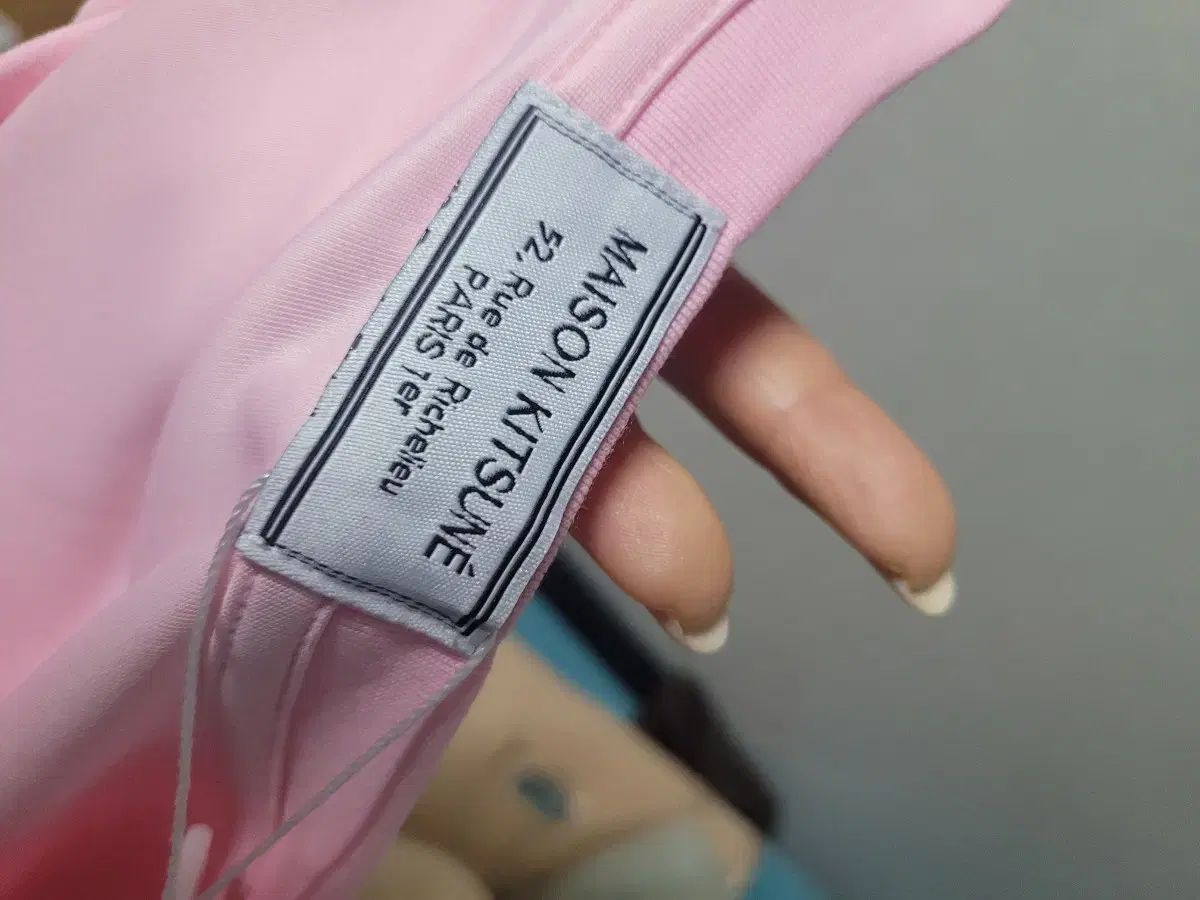 MAISON KITSUNÉ
52, Rue de Richelieu
PARIS 1er